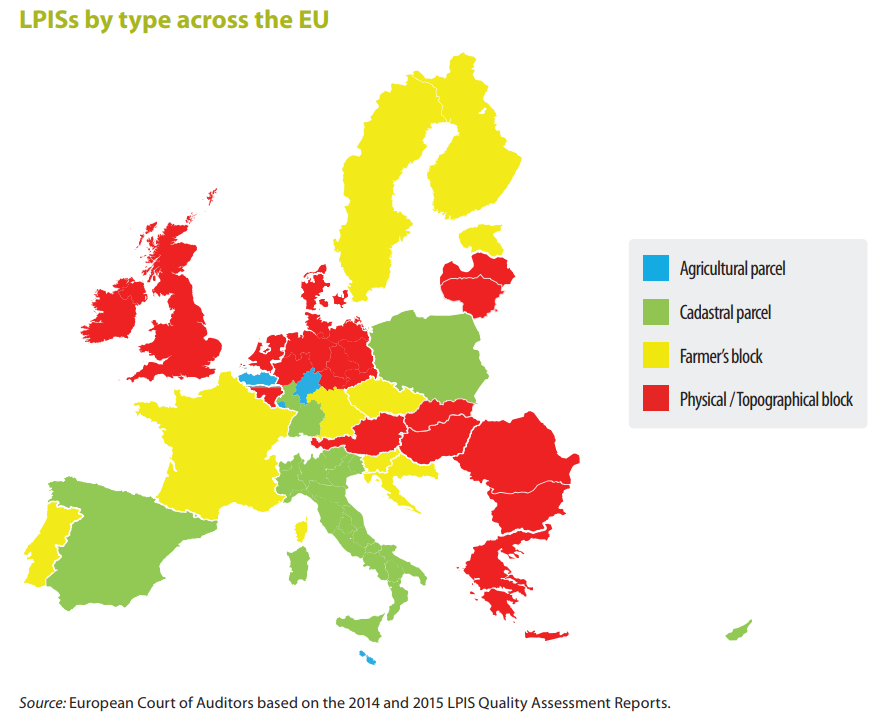 LPISs by type across the EU
Agricultural parcel
Cadastral parcel
Farmer's block
Physical / Topographical block
Source: European Court of Auditors based on the 2014 and 2015 LPIS Quality Assessment Reports.